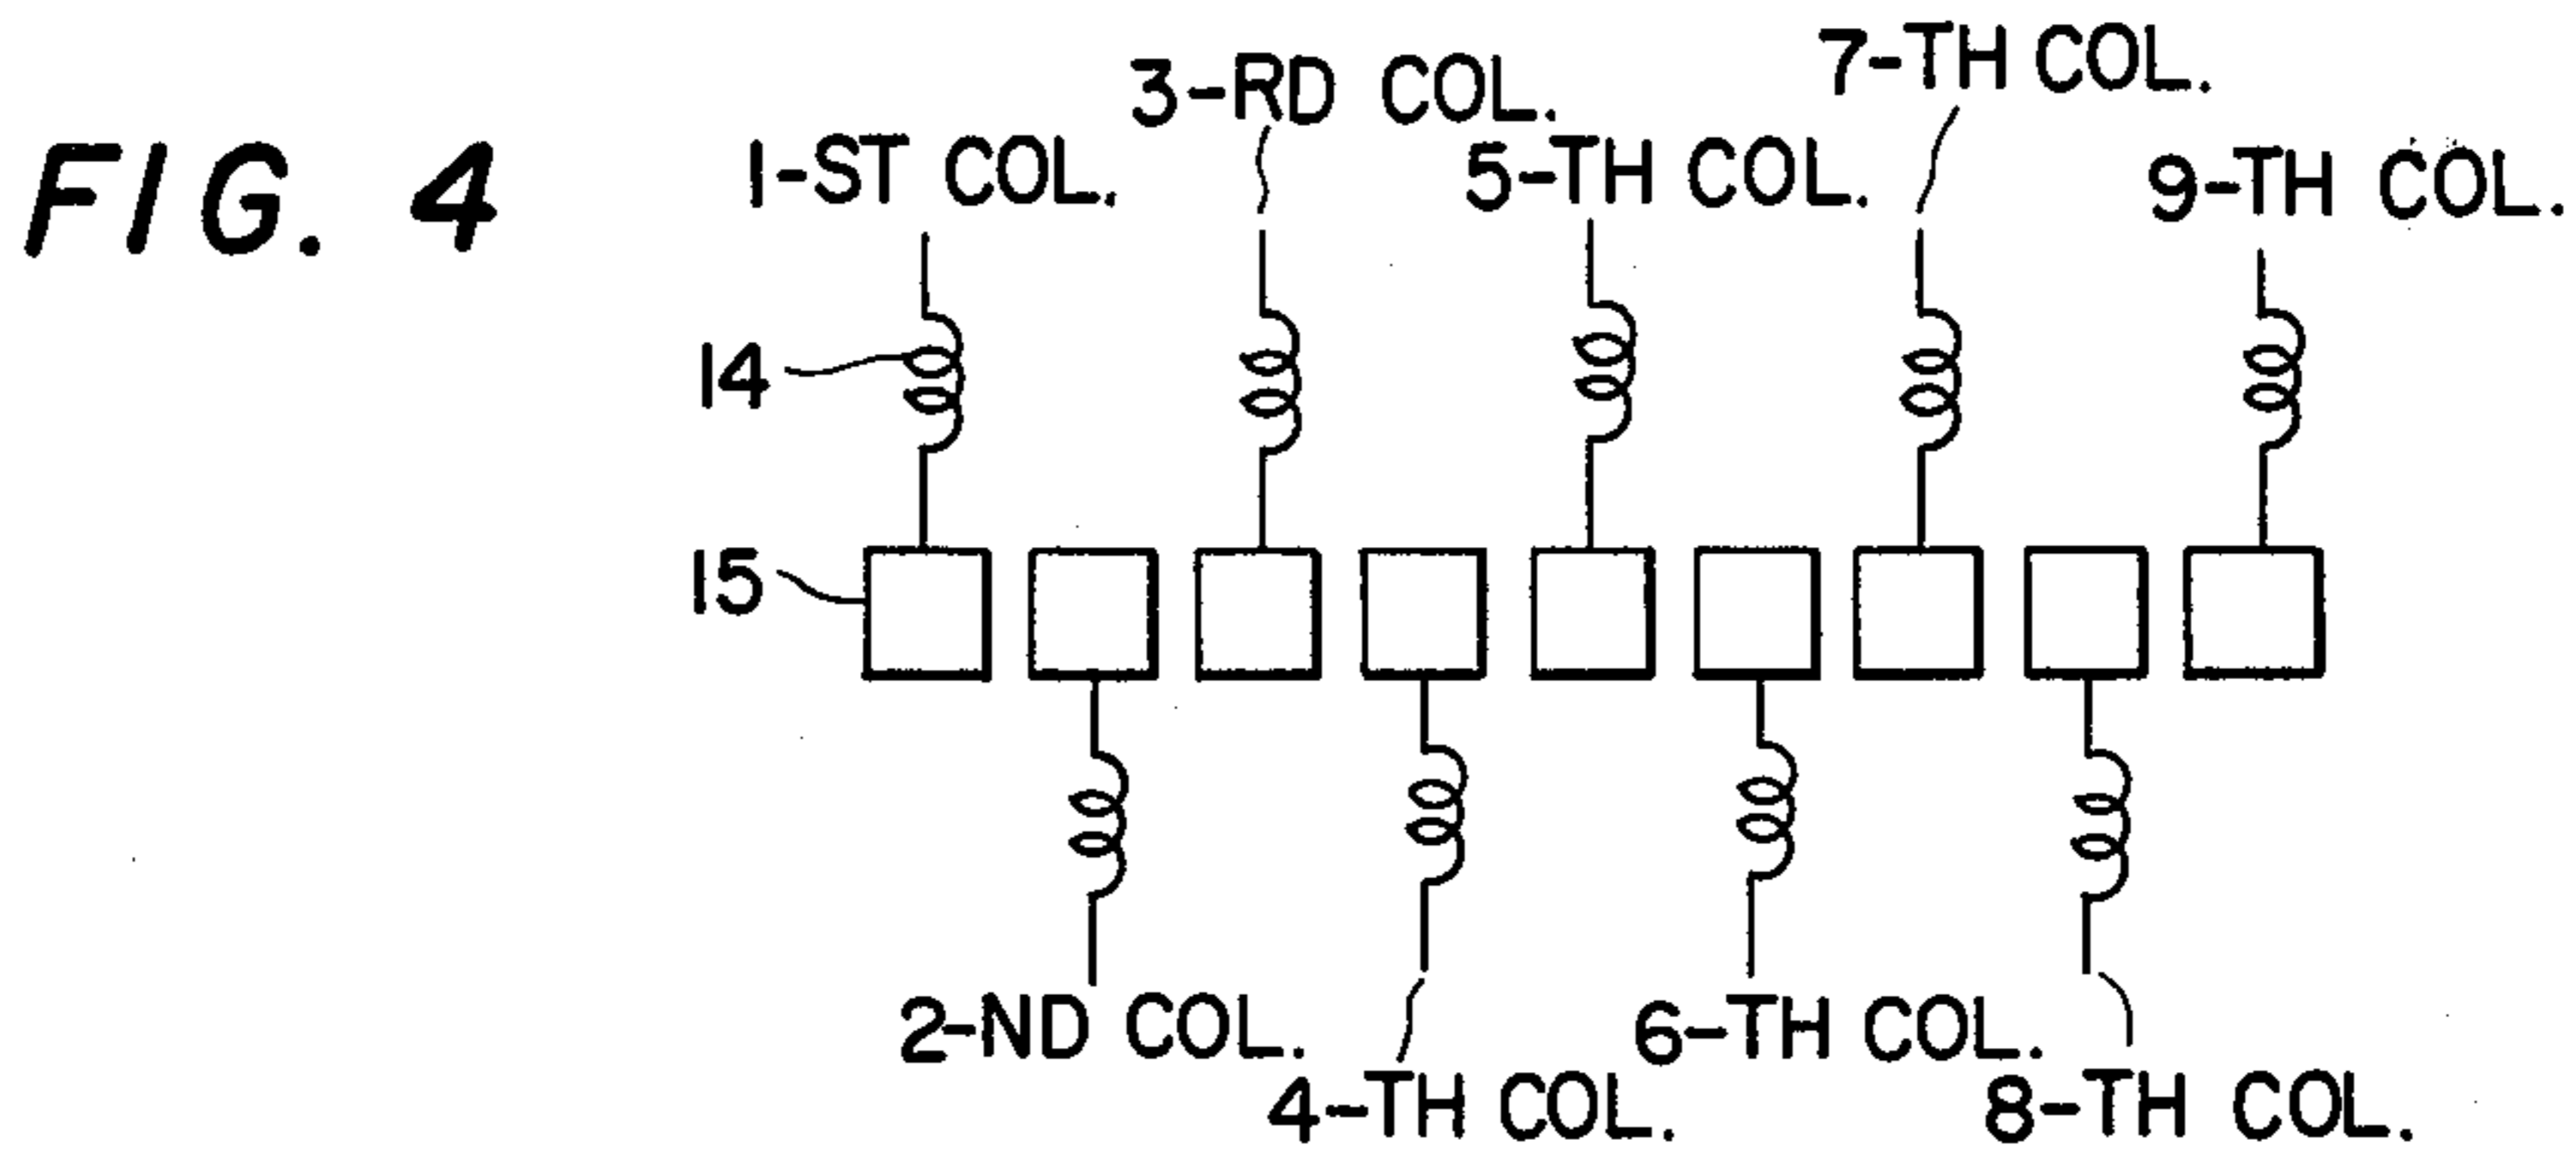 FIG. 4
1-ST COL.
3-RD COL.
5-TH COL.
7-TH COL.
9-TH COL.
14
15
2-ND COL.
4-TH COL.
6-TH COL.
8-TH COL.